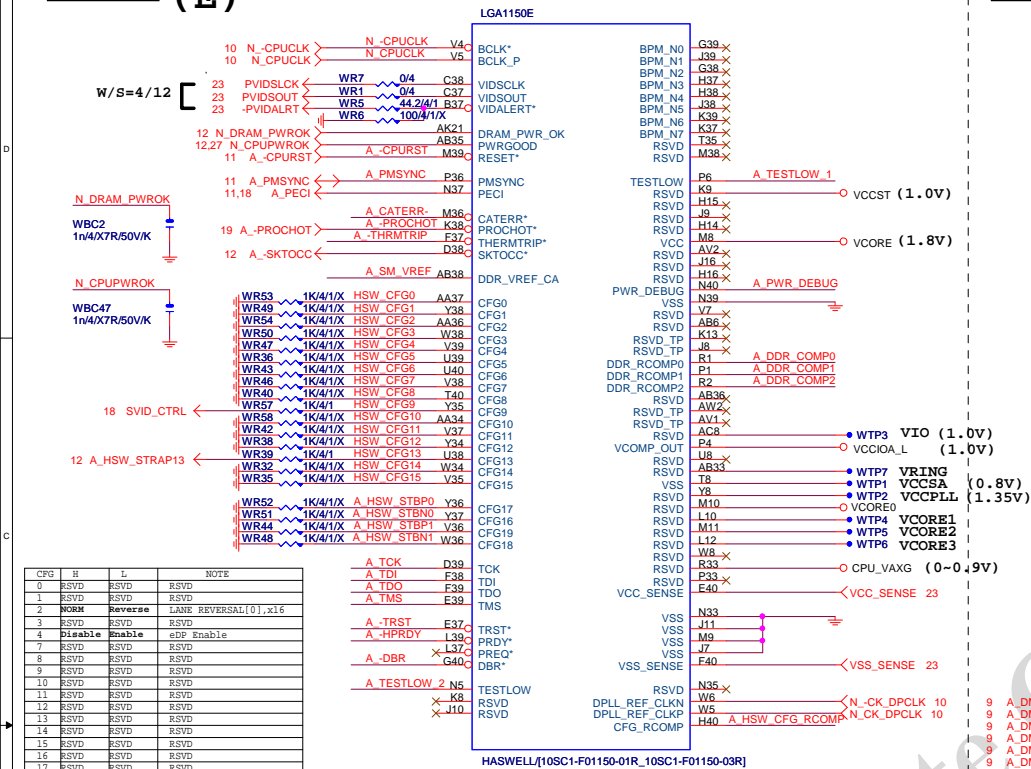 (E)
LGA1150E
10 N_-CPUCLK N_-CPUCLK V4 BCLK* BPM_N0 G39
10 N_CPUCLK N_CPUCLK V5 BCLK_P BPM_N1 J39
BPM_N2 G38
W/S=4/12
23 PVIDSLCK WR7 0/4 C38 VIDSCLK BPM_N3 H37
23 PVIDSOUT WR1 0/4 C37 VIDSOUT BPM_N4 H38
23 -PVIDALRT WR5 44.2/4/1 B37 VIDALERT* BPM_N5 J38
WR6 100/4/1/X BPM_N6 K39
12 N_DRAM_PWROK AK21 DRAM_PWR_OK BPM_N7 K37
12,27 N_CPUPWROK AB35 PWRGOOD RSVD T35
11 A_-CPURST A_-CPURST M39 RESET* RSVD M38
11 A_PMSYNC A_PMSYNC P36 PMSYNC TESTLOW P6 A_TESTLOW_1
11,18 A_PECI N37 PECI RSVD K9 VCCST (1.0V)
RSVD H15
A_CATERR- M36 CATERR* RSVD J9
19 A_-PROCHOT A_-PROCHOT K38 PROCHOT* RSVD H14
A_-THRMTRIP F37 THERMTRIP* VCC M8 VCORE (1.8V)
12 A_-SKTOCC D38 SKTOCC* RSVD AV2
RSVD J16
A_SM_VREF AB38 DDR_VREF_CA RSVD H16
PWR_DEBUG N40 A_PWR_DEBUG
N_DRAM_PWROK
WBC2
1n/4/X7R/50V/K
N_CPUPWROK
WBC47
1n/4/X7R/50V/K
WR53 1K/4/1/X HSW_CFG0 AA37 CFG0 VSS N39
WR49 1K/4/1/X HSW_CFG1 Y38 CFG1 RSVD V7
WR54 1K/4/1/X HSW_CFG2 AA36 CFG2 RSVD AB6
WR50 1K/4/1/X HSW_CFG3 W38 CFG3 RSVD_TP K13
WR47 1K/4/1/X HSW_CFG4 V39 CFG4 RSVD_TP J8
WR36 1K/4/1/X HSW_CFG5 U39 CFG5 DDR_RCOMP0 R1 A_DDR_COMP0
WR43 1K/4/1/X HSW_CFG6 U40 CFG6 DDR_RCOMP1 P1 A_DDR_COMP1
WR46 1K/4/1/X HSW_CFG7 V38 CFG7 DDR_RCOMP2 R2 A_DDR_COMP2
WR40 1K/4/1/X HSW_CFG8 T40 CFG8 RSVD AB36
18 SVID_CTRL WR57 1K/4/1 HSW_CFG9 Y35 CFG9 RSVD_TP AW2
WR58 1K/4/1/X HSW_CFG10 AA34 CFG10 RSVD_TP AV1
WR42 1K/4/1/X HSW_CFG11 V37 CFG11 RSVD AC8 WTP3 VIO (1.0V)
WR38 1K/4/1/X HSW_CFG12 Y34 CFG12 VCOMP_OUT P4 VCCIOA_L (1.0V)
12 A_HSW_STRAP13 WR39 1K/4/1 HSW_CFG13 U38 CFG13 RSVD U8
WR32 1K/4/1/X HSW_CFG14 W34 CFG14 RSVD AB33 WTP7 VRING
WR35 1K/4/1/X HSW_CFG15 V35 CFG15 VSS T8 WTP1 VCCSA (0.8V)
RSVD Y8 WTP2 VCCPLL (1.35V)
WR52 1K/4/1/X A_HSW_STBP0 Y36 CFG17 RSVD M10 VCORE0
WR51 1K/4/1/X A_HSW_STBN0 Y37 CFG16 RSVD L10 WTP4 VCORE1
WR44 1K/4/1/X A_HSW_STBP1 V36 CFG19 RSVD M11 WTP5 VCORE2
WR48 1K/4/1/X A_HSW_STBN1 W36 CFG18 RSVD L12 WTP6 VCORE3
RSVD W8
A_TCK D39 TCK RSVD R33 CPU_VAXG (0~0.9V)
A_TDI F38 TDI RSVD P33
A_TDO F39 TDO VCC_SENSE E40 VCC_SENSE 23
A_TMS E39 TMS
A_-TRST E37 TRST* VSS N33
A_-HPRDY L39 PRDY* VSS J11
L37 PREQ* VSS M9
A_-DBR G40 DBR* VSS J7
VSS_SENSE F40 VSS_SENSE 23
A_TESTLOW_2 N5 TESTLOW RSVD N35
K8 RSVD DPLL_REF_CLKN W6 N_-CK_DPCLK 10
J10 RSVD DPLL_REF_CLKP W5 N_CK_DPCLK 10
CFG_RCOMP H40 A_HSW_CFG_RCOMP
HASWELL/[10SC1-F01150-01R_10SC1-F01150-03R]
CFG H L NOTE
0 RSVD RSVD RSVD
1 RSVD RSVD RSVD
2 NORM Reverse LANE REVERSAL[0],x16
3 RSVD RSVD RSVD
4 Disable Enable eDP Enable
7 RSVD RSVD RSVD
8 RSVD RSVD RSVD
9 RSVD RSVD RSVD
10 RSVD RSVD RSVD
11 RSVD RSVD RSVD
12 RSVD RSVD RSVD
13 RSVD RSVD RSVD
14 RSVD RSVD RSVD
15 RSVD RSVD RSVD
16 RSVD RSVD RSVD
17 RSVD RSVD RSVD
D
C
9 A_DM
9 A_DM
9 A_DM
9 A_DM
9 A_DM
9 A_DM